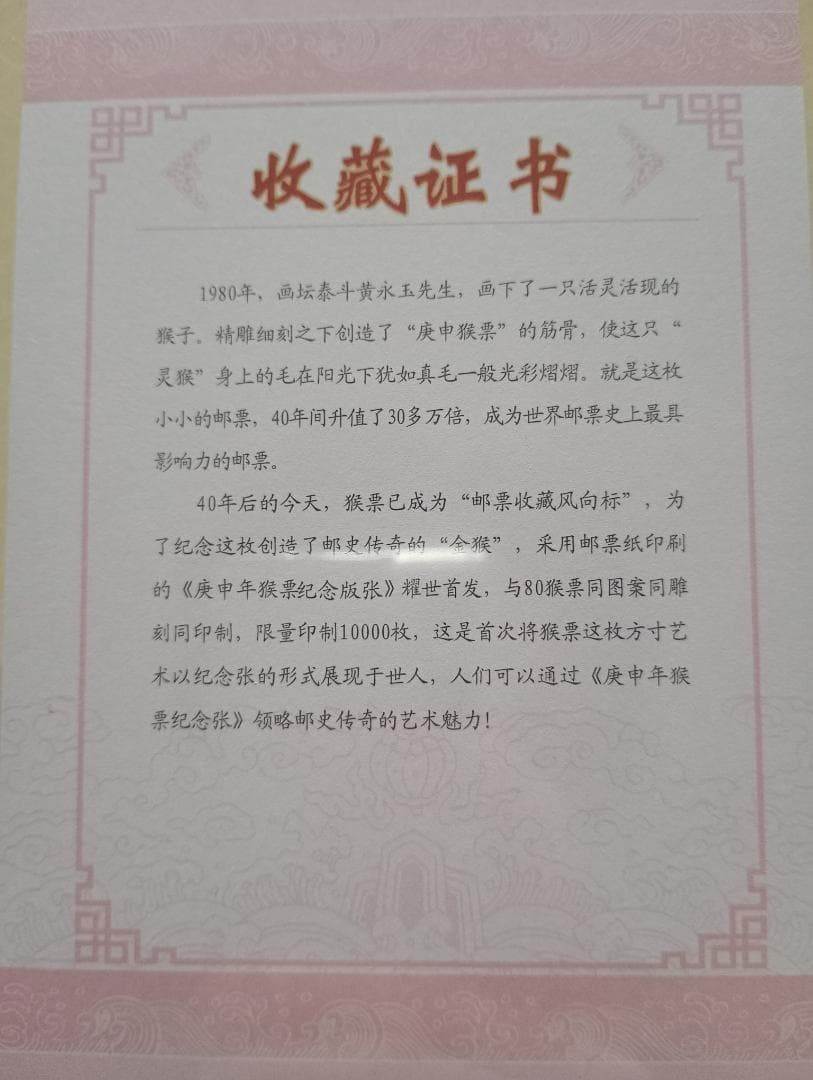 收藏证书
1980年，画坛泰斗黄永玉先生，画下了一只活灵活现的
猴子。精雕细刻之下创造了“庚申猴票”的筋骨，使这只“
灵猴”身上的毛在阳光下犹如真毛一般光彩熠熠。就是这枚
小小的邮票，40年间升值了30多万倍，成为世界邮票史上最具
影响力的邮票。
40年后的今天，猴票已成为“邮票收藏风向标”，为
了纪念这枚创造了邮史传奇的“金猴”，采用邮票纸印刷
的《庚申年猴票纪念版张》耀世首发，与80猴票同图案同雕
刻同印制，限量印制10000枚，这是首次将猴票这枚方寸艺
术以纪念张的形式展现于世人，人们可以通过《庚申年猴
票纪念张》领略邮史传奇的艺术魅力！